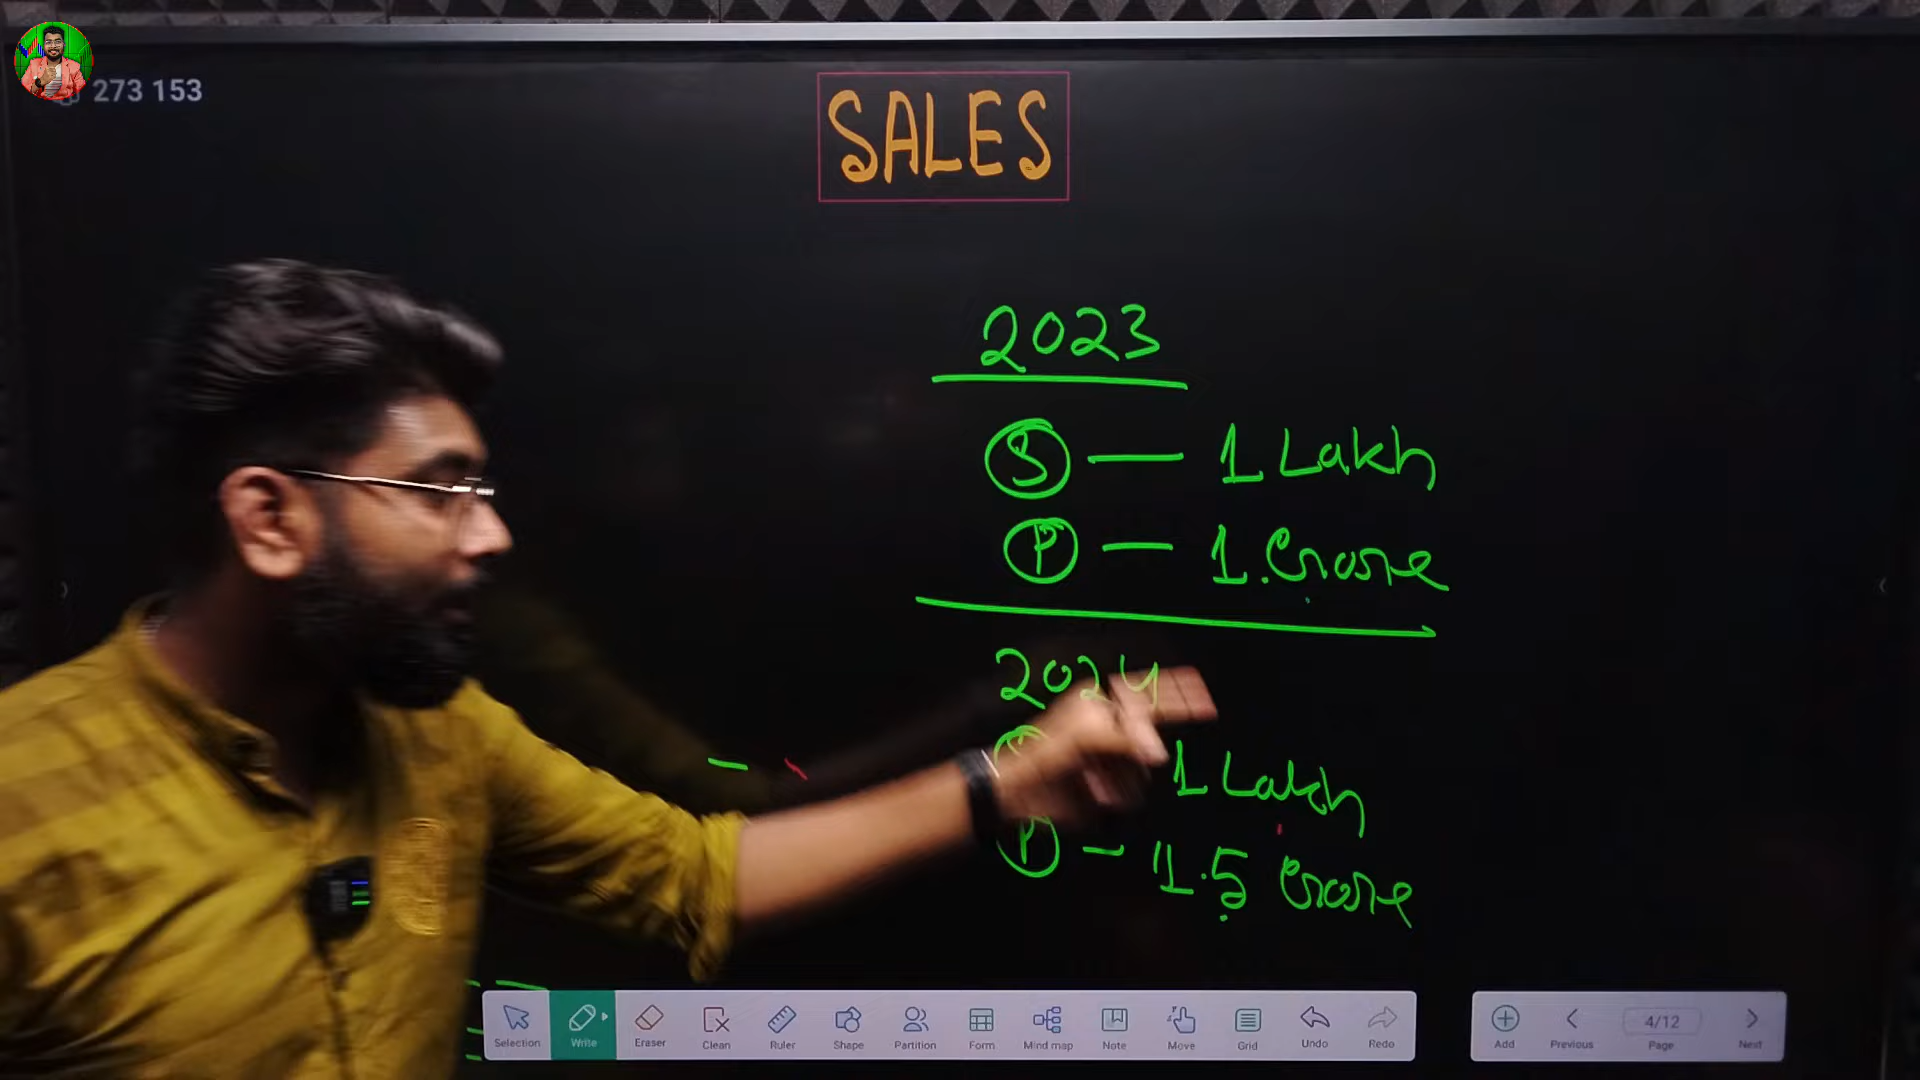 273 153
SALES
2023
S — 1 Lakh
P — 1. Crore
2024
1 Lakh
P — 1.5 Crore
Selection Write Eraser Clean Ruler Shape Partition Form Mind map Note Move Grid Undo Redo
4/12
Add Previous Page Next